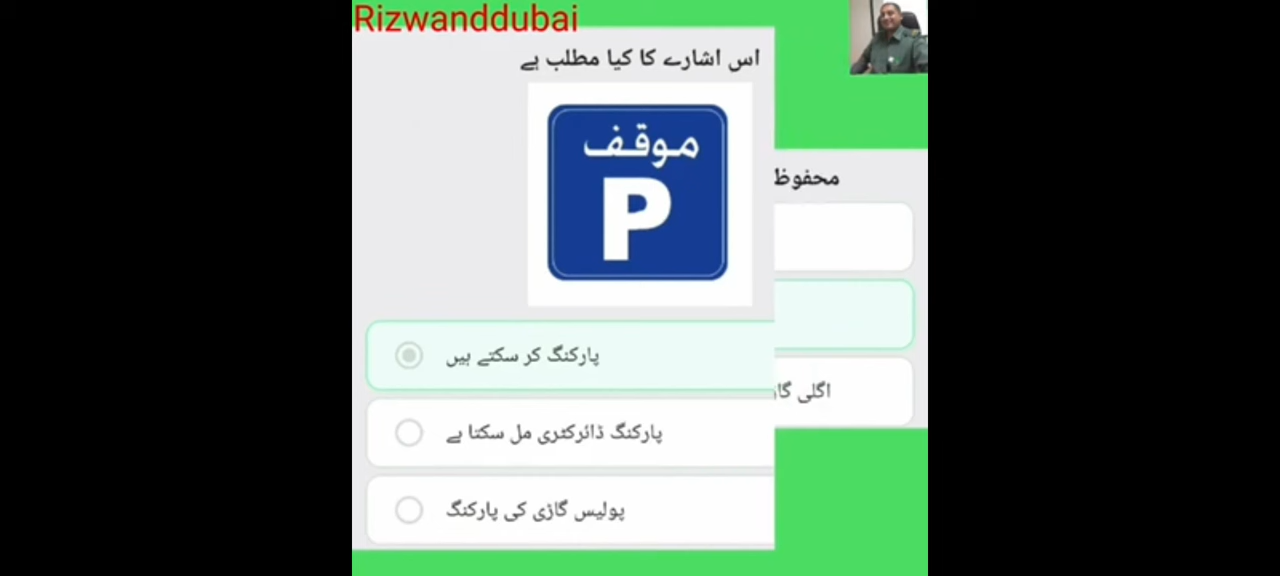 Rizwanddubai
اس اشارے کا کیا مطلب ہے
موقف
P
پارکنگ کر سکتے ہیں
پارکنگ ڈائرکٹری مل سکتا ہے
پولیس گاڑی کی پارکنگ
محفوظ
اگلی